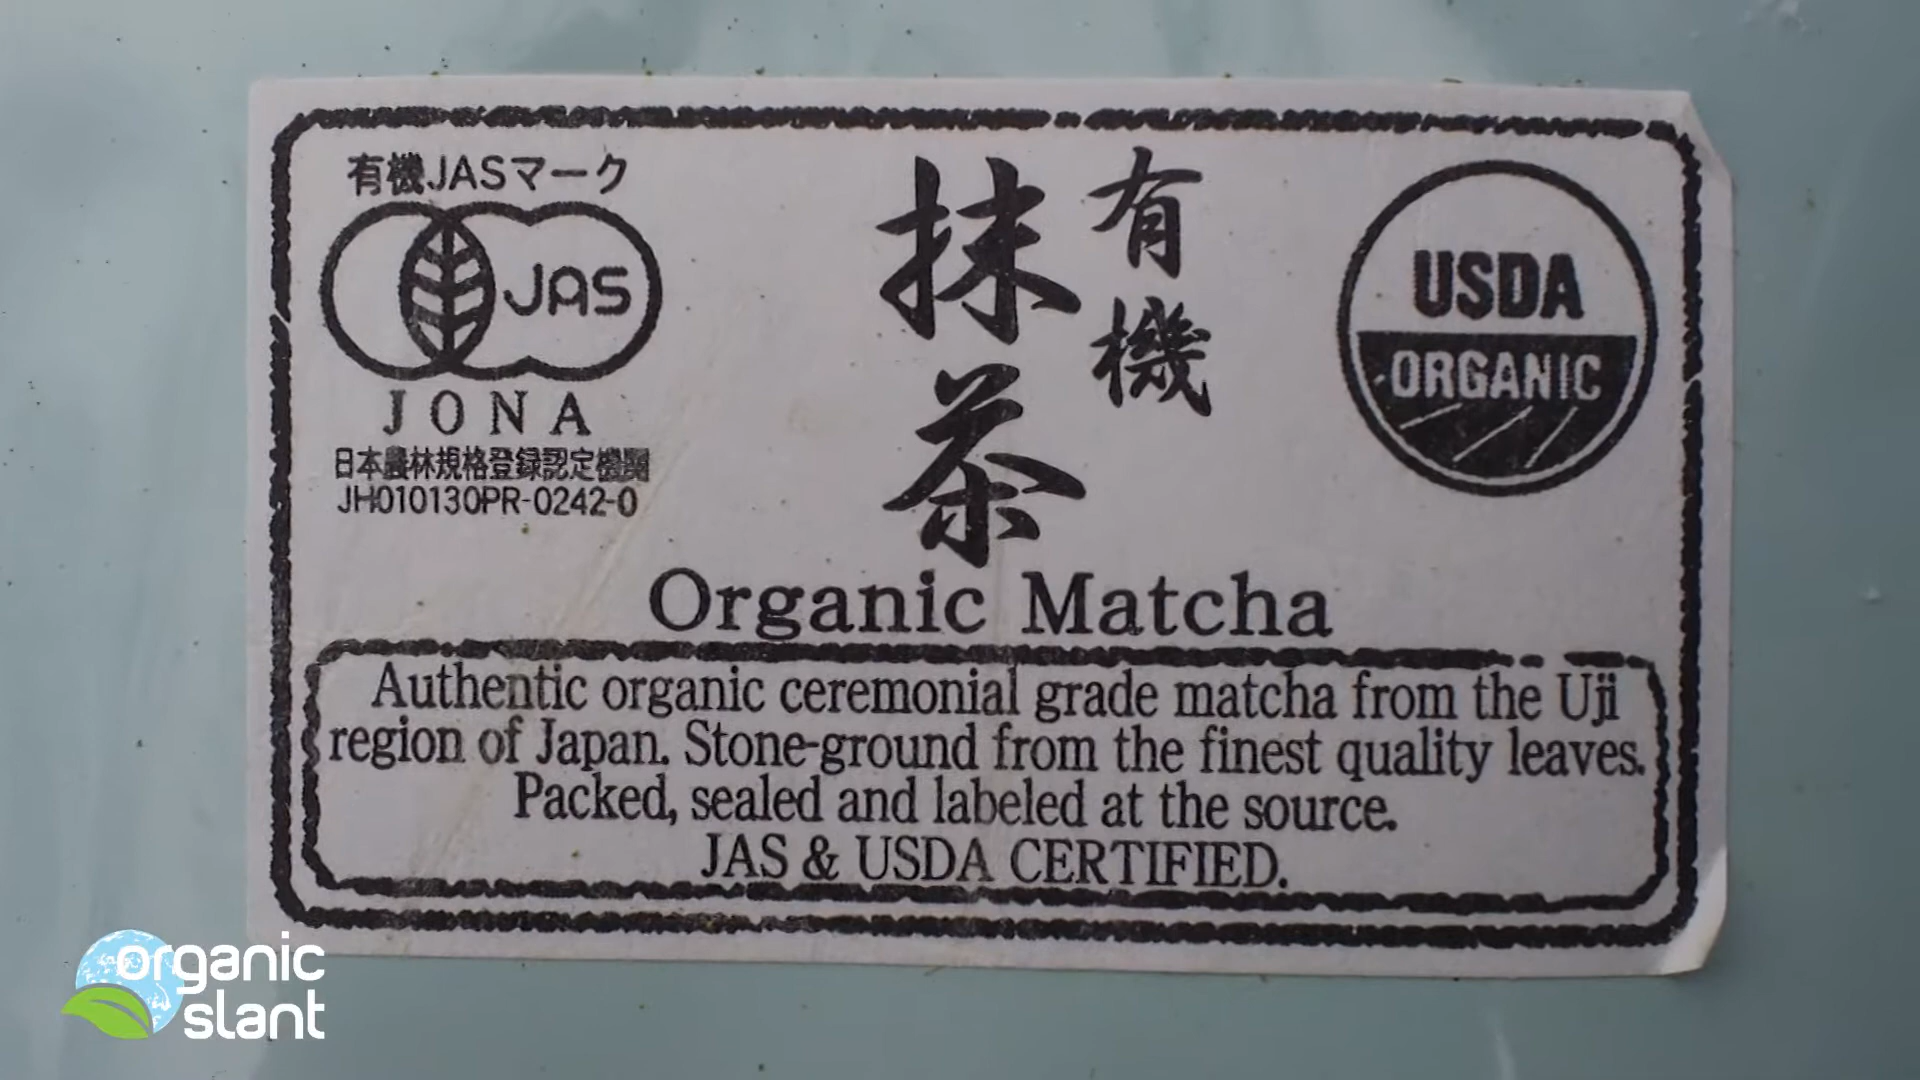 有機JASマーク
JAS
JONA
日本農林規格登録認定機関
JH010130PR-0242-0
有機
抹茶
USDA
ORGANIC
Organic Matcha
Authentic organic ceremonial grade matcha from the Uji
region of Japan. Stone-ground from the finest quality leaves.
Packed, sealed and labeled at the source.
JAS & USDA CERTIFIED.
organic
slant